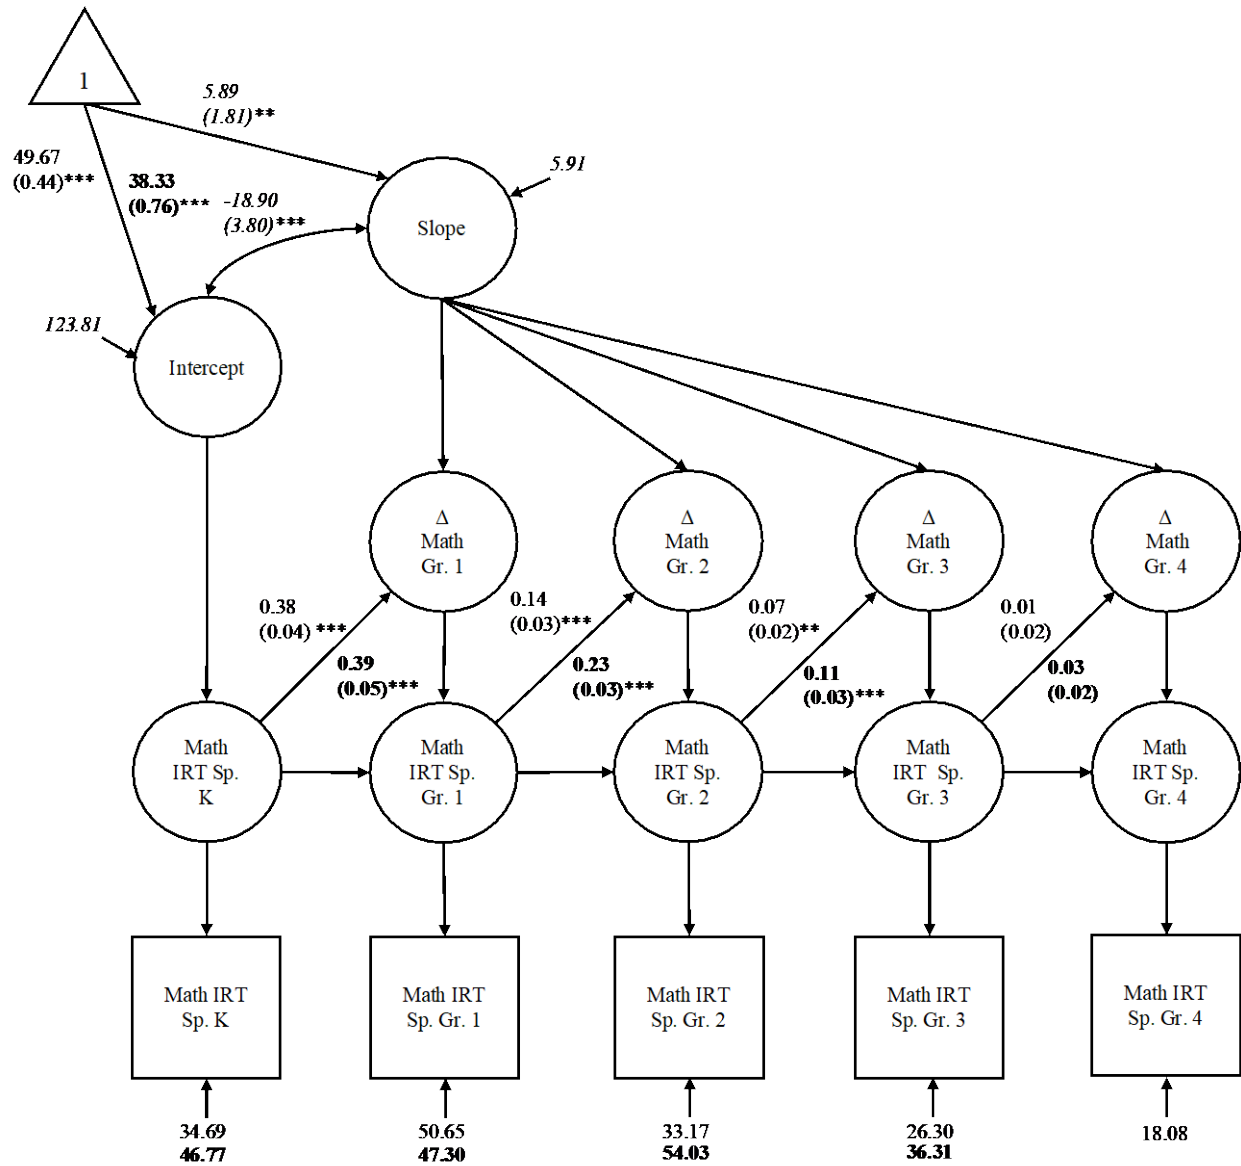 1
5.89
(1.81)**
49.67
(0.44)***
38.33
(0.76)***
-18.90
(3.80)***
5.91
Slope
123.81
Intercept
Δ
Math
Gr. 1
Δ
Math
Gr. 2
Δ
Math
Gr. 3
Δ
Math
Gr. 4
0.38
(0.04) ***
0.39
(0.05)***
0.14
(0.03)***
0.23
(0.03)***
0.07
(0.02)**
0.11
(0.03)***
0.01
(0.02)
0.03
(0.02)
Math
IRT Sp.
K
Math
IRT Sp.
Gr. 1
Math
IRT Sp.
Gr. 2
Math
IRT Sp.
Gr. 3
Math
IRT Sp.
Gr. 4
Math IRT
Sp. K
Math IRT
Sp. Gr. 1
Math IRT
Sp. Gr. 2
Math IRT
Sp. Gr. 3
Math IRT
Sp. Gr. 4
34.69
46.77
50.65
47.30
33.17
54.03
26.30
36.31
18.08